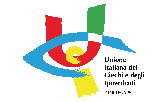 Unione
Italiana dei
Ciechi e degli
Ipovedenti